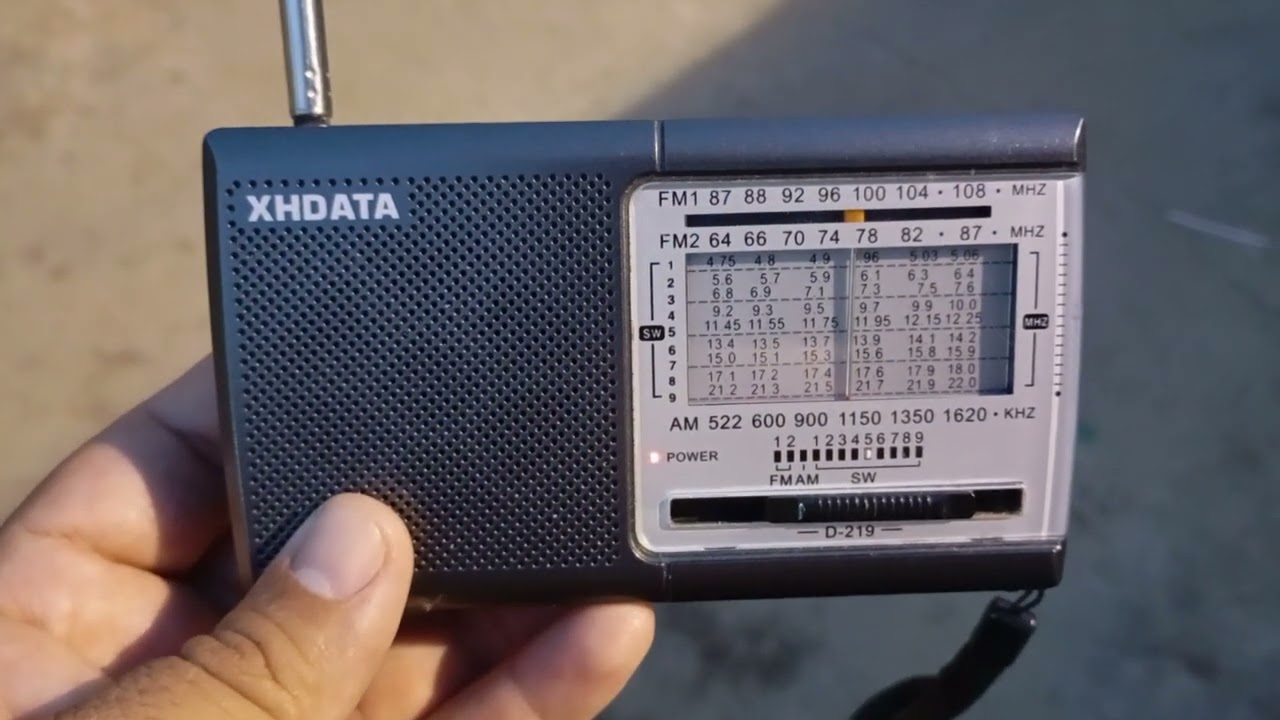 XHDATA
FM1 87 88 92 96 100 104 • 108 • MHZ
FM2 64 66 70 74 78 82 • 87 • MHZ
1 4.75 4.8 4.9 5.03 5.06
2 5.6 5.7 5.9 6.1 6.3 6.4
3 6.8 6.9 7.1 7.3 7.5 7.6
4 9.2 9.3 9.5 9.7 9.9 10.0
SW 5 11.45 11.55 11.75 11.95 12.15 12.25 MHZ
6 13.4 13.5 13.7 13.9 14.1 14.2
7 15.0 15.1 15.3 15.6 15.8 15.9
8 17.1 17.2 17.4 17.6 17.9 18.0
9 21.2 21.3 21.5 21.7 21.9 22.0
AM 522 600 900 1150 1350 1620 • KHZ
1 2 1 2 3 4 5 6 7 8 9
POWER
FM AM SW
D-219